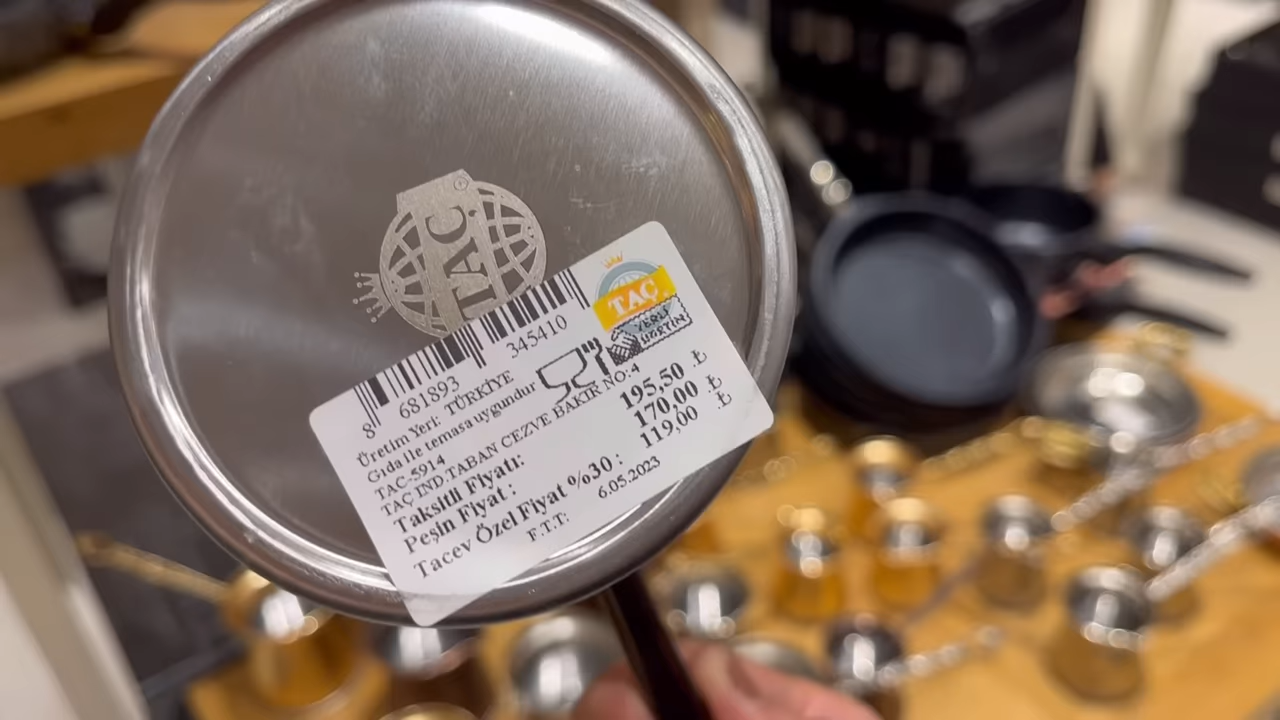 TAÇ
TAÇ
YERLİ
ÜRETİM
8 681893 345410
Üretim Yeri: TÜRKİYE
Gıda ile temasa uygundur
TAC-5914
TAÇ IND.TABAN CEZVE BAKIR NO:4
Taksitli Fiyatı: 195,50 ₺
Peşin Fiyat : 170,00 ₺
Tacev Özel Fiyat %30 : 119,00 ₺
F.T.T: 6.05.2023